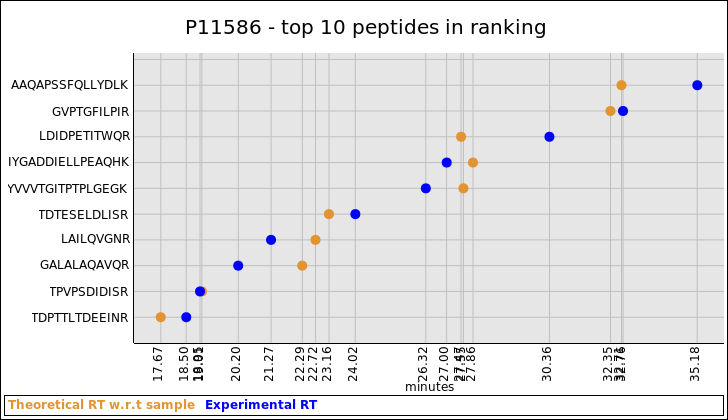 P11586 - top 10 peptides in ranking
AAQAPSSFQLLYDLK
GVPTGFILPIR
LDIDPETITWQR
IYGADDIELLPEAQHK
YVVVTGITPTPLGEGK
TDTESELDLISR
LAILQVGNR
GALALAQAVQR
TPVPSDIDISR
TDPTTLTDEEINR
17.67 18.50 20.20 21.27 22.29 22.72 23.16 24.02 26.32 27.00 27.86 30.36 32.35 35.18
minutes
Theoretical RT w.r.t sample Experimental RT